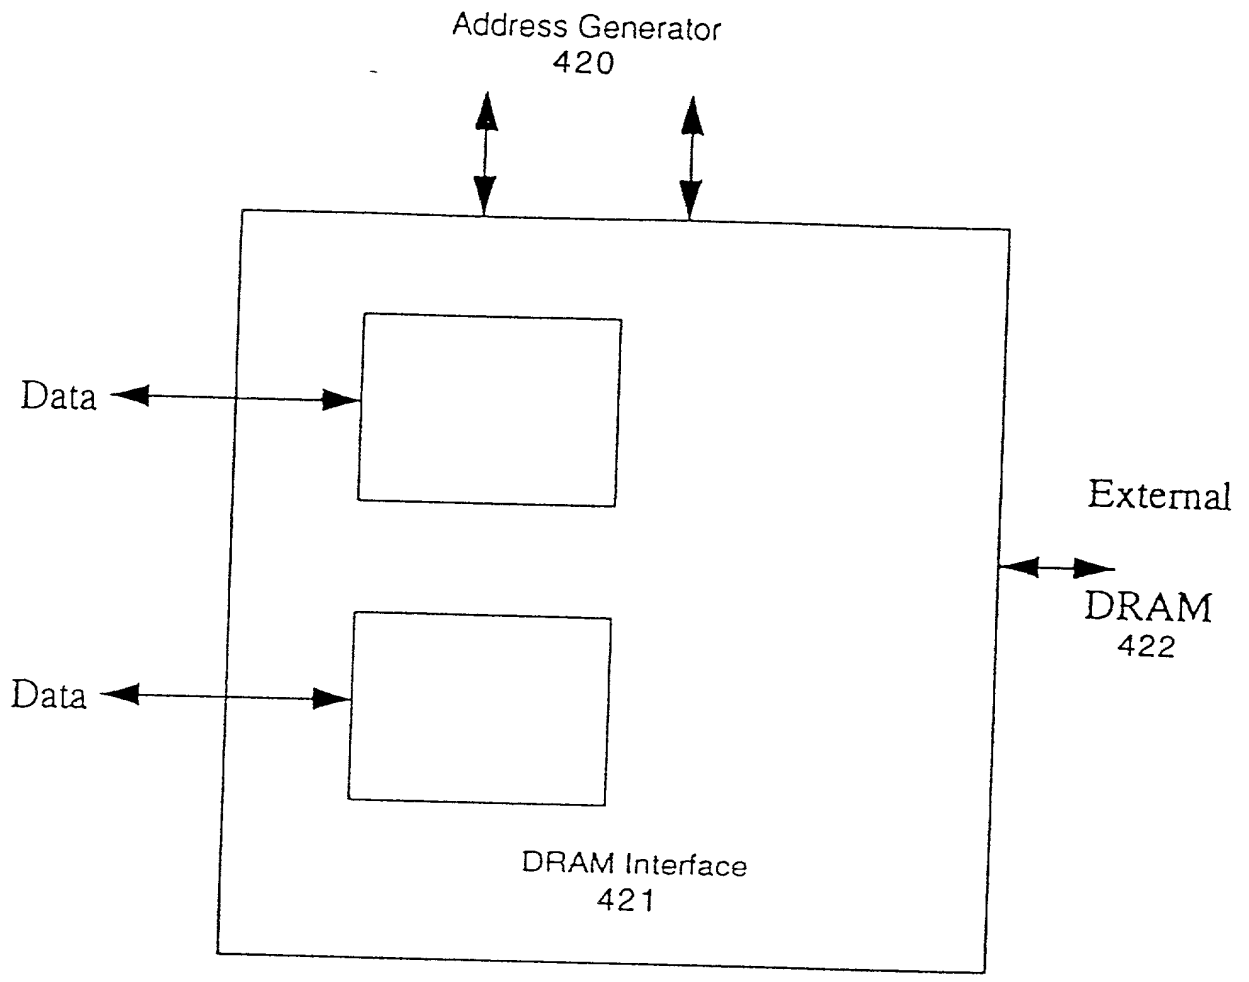 Address Generator
420
Data
External
DRAM
422
Data
DRAM Interface
421